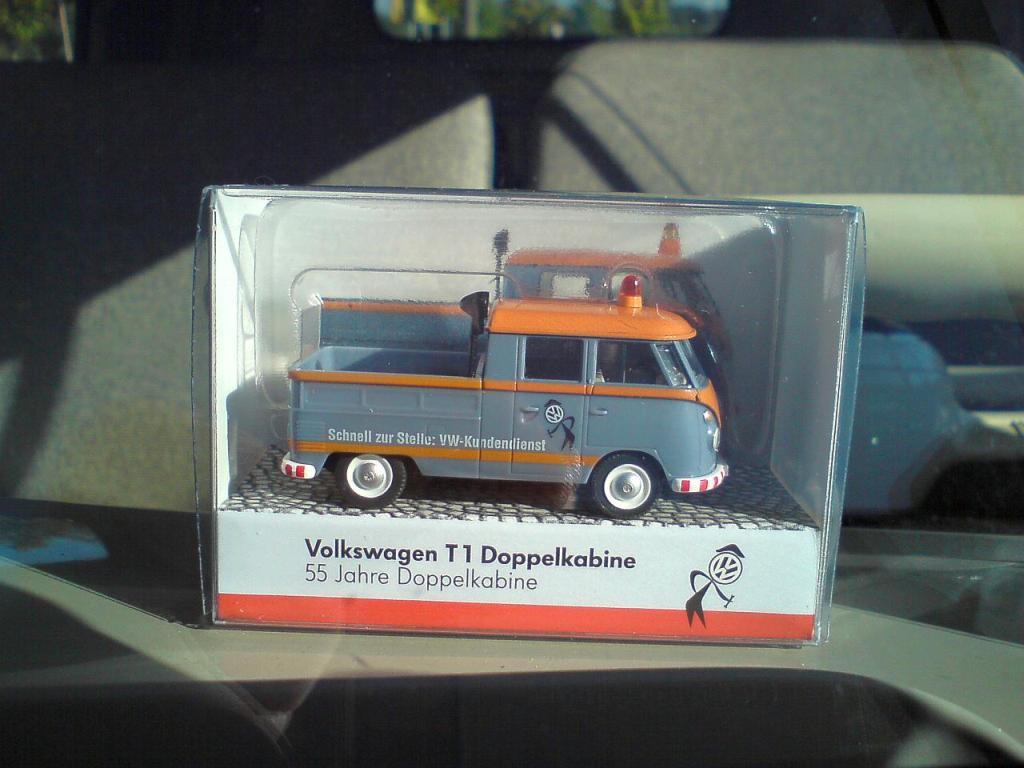 Schnell zur Stelle: VW-Kundendienst
Volkswagen T1 Doppelkabine
55 Jahre Doppelkabine